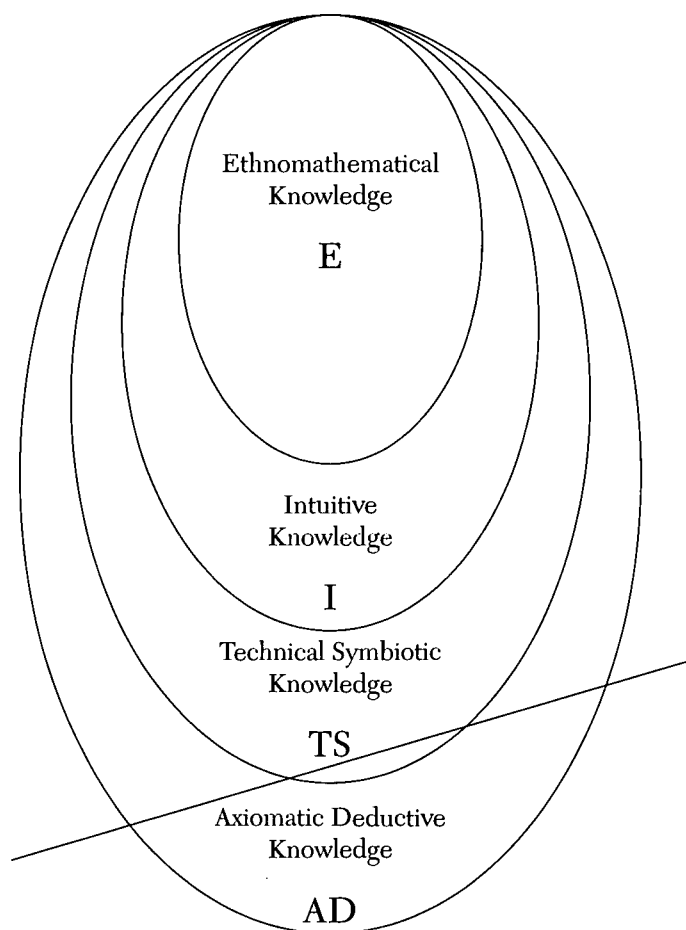 Ethnomathematical
Knowledge
E
Intuitive
Knowledge
I
Technical Symbiotic
Knowledge
TS
Axiomatic Deductive
Knowledge
AD